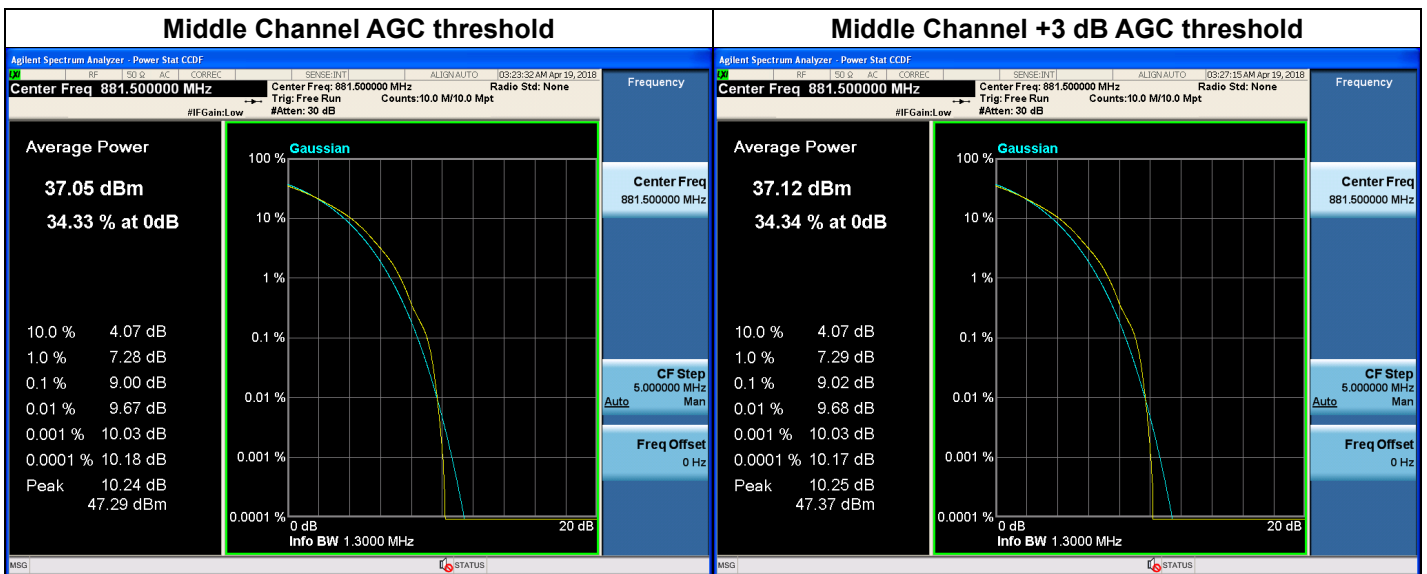 Middle Channel AGC threshold
Agilent Spectrum Analyzer - Power Stat CCDF
LXI RF 50 Ω AC CORREC SENSE:INT ALIGNAUTO 03:23:32 AM Apr 19, 2018
Center Freq 881.500000 MHz
Center Freq: 881.500000 MHz Radio Std: None
Trig: Free Run Counts:10.0 M/10.0 Mpt
#IFGain:Low #Atten: 30 dB
Frequency
Average Power
37.05 dBm
34.33 % at 0dB
10.0 % 4.07 dB
1.0 % 7.28 dB
0.1 % 9.00 dB
0.01 % 9.67 dB
0.001 % 10.03 dB
0.0001 % 10.18 dB
Peak 10.24 dB
47.29 dBm
Gaussian
100 %
10 %
1 %
0.1 %
0.01 %
0.001 %
0.0001 %
0 dB 20 dB
Info BW 1.3000 MHz
Center Freq
881.500000 MHz
CF Step
5.000000 MHz
Auto Man
Freq Offset
0 Hz
MSG STATUS
Middle Channel +3 dB AGC threshold
Agilent Spectrum Analyzer - Power Stat CCDF
LXI RF 50 Ω AC CORREC SENSE:INT ALIGNAUTO 03:27:15 AM Apr 19, 2018
Center Freq 881.500000 MHz
Center Freq: 881.500000 MHz Radio Std: None
Trig: Free Run Counts:10.0 M/10.0 Mpt
#IFGain:Low #Atten: 30 dB
Frequency
Average Power
37.12 dBm
34.34 % at 0dB
10.0 % 4.07 dB
1.0 % 7.29 dB
0.1 % 9.02 dB
0.01 % 9.68 dB
0.001 % 10.03 dB
0.0001 % 10.17 dB
Peak 10.25 dB
47.37 dBm
Gaussian
100 %
10 %
1 %
0.1 %
0.01 %
0.001 %
0.0001 %
0 dB 20 dB
Info BW 1.3000 MHz
Center Freq
881.500000 MHz
CF Step
5.000000 MHz
Auto Man
Freq Offset
0 Hz
MSG STATUS